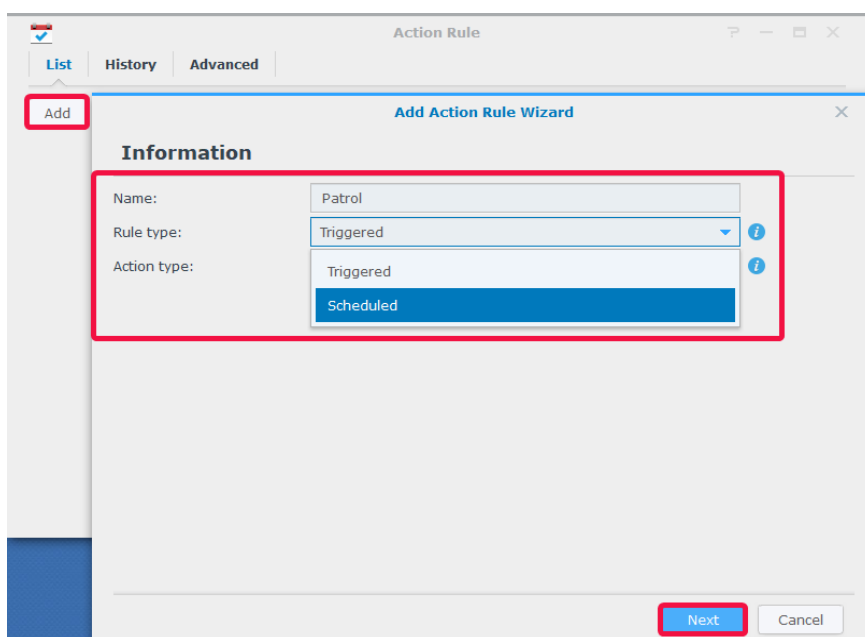 Action Rule
List History Advanced
Add
Add Action Rule Wizard
Information
Name: Patrol
Rule type: Triggered
Action type:
Triggered
Scheduled
Next Cancel